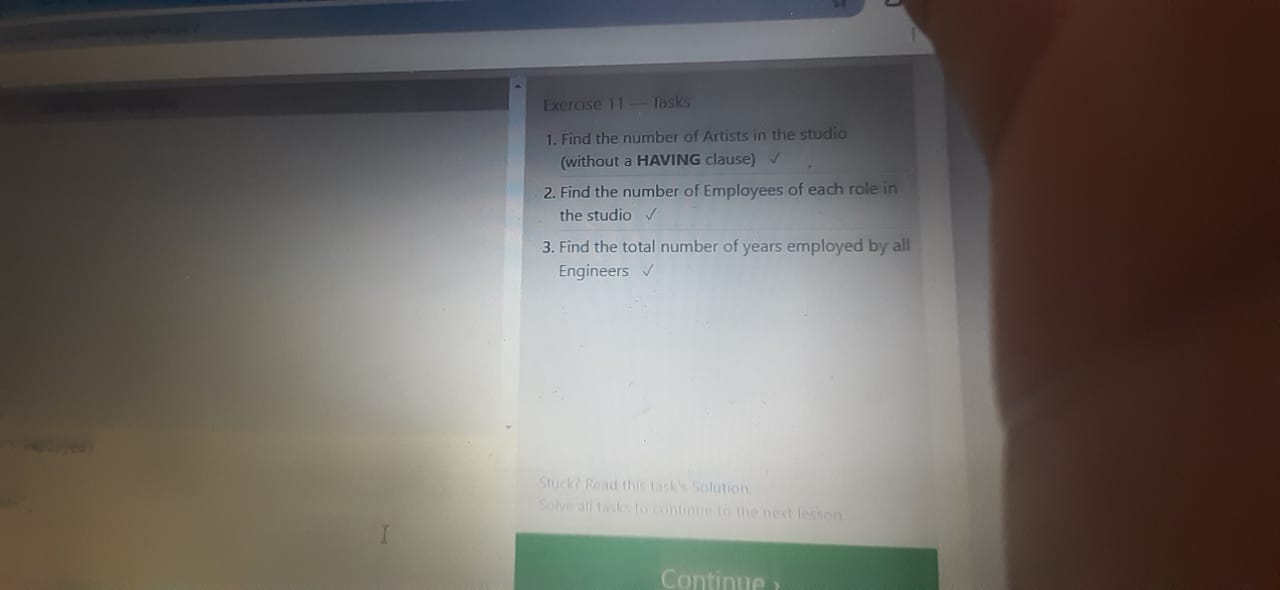 Exercise 11 — Tasks
1. Find the number of Artists in the studio
(without a HAVING clause) ✓
2. Find the number of Employees of each role in
the studio ✓
3. Find the total number of years employed by all
Engineers ✓
Stuck? Read this task's Solution.
Solve all tasks to continue to the next lesson.
Continue ›